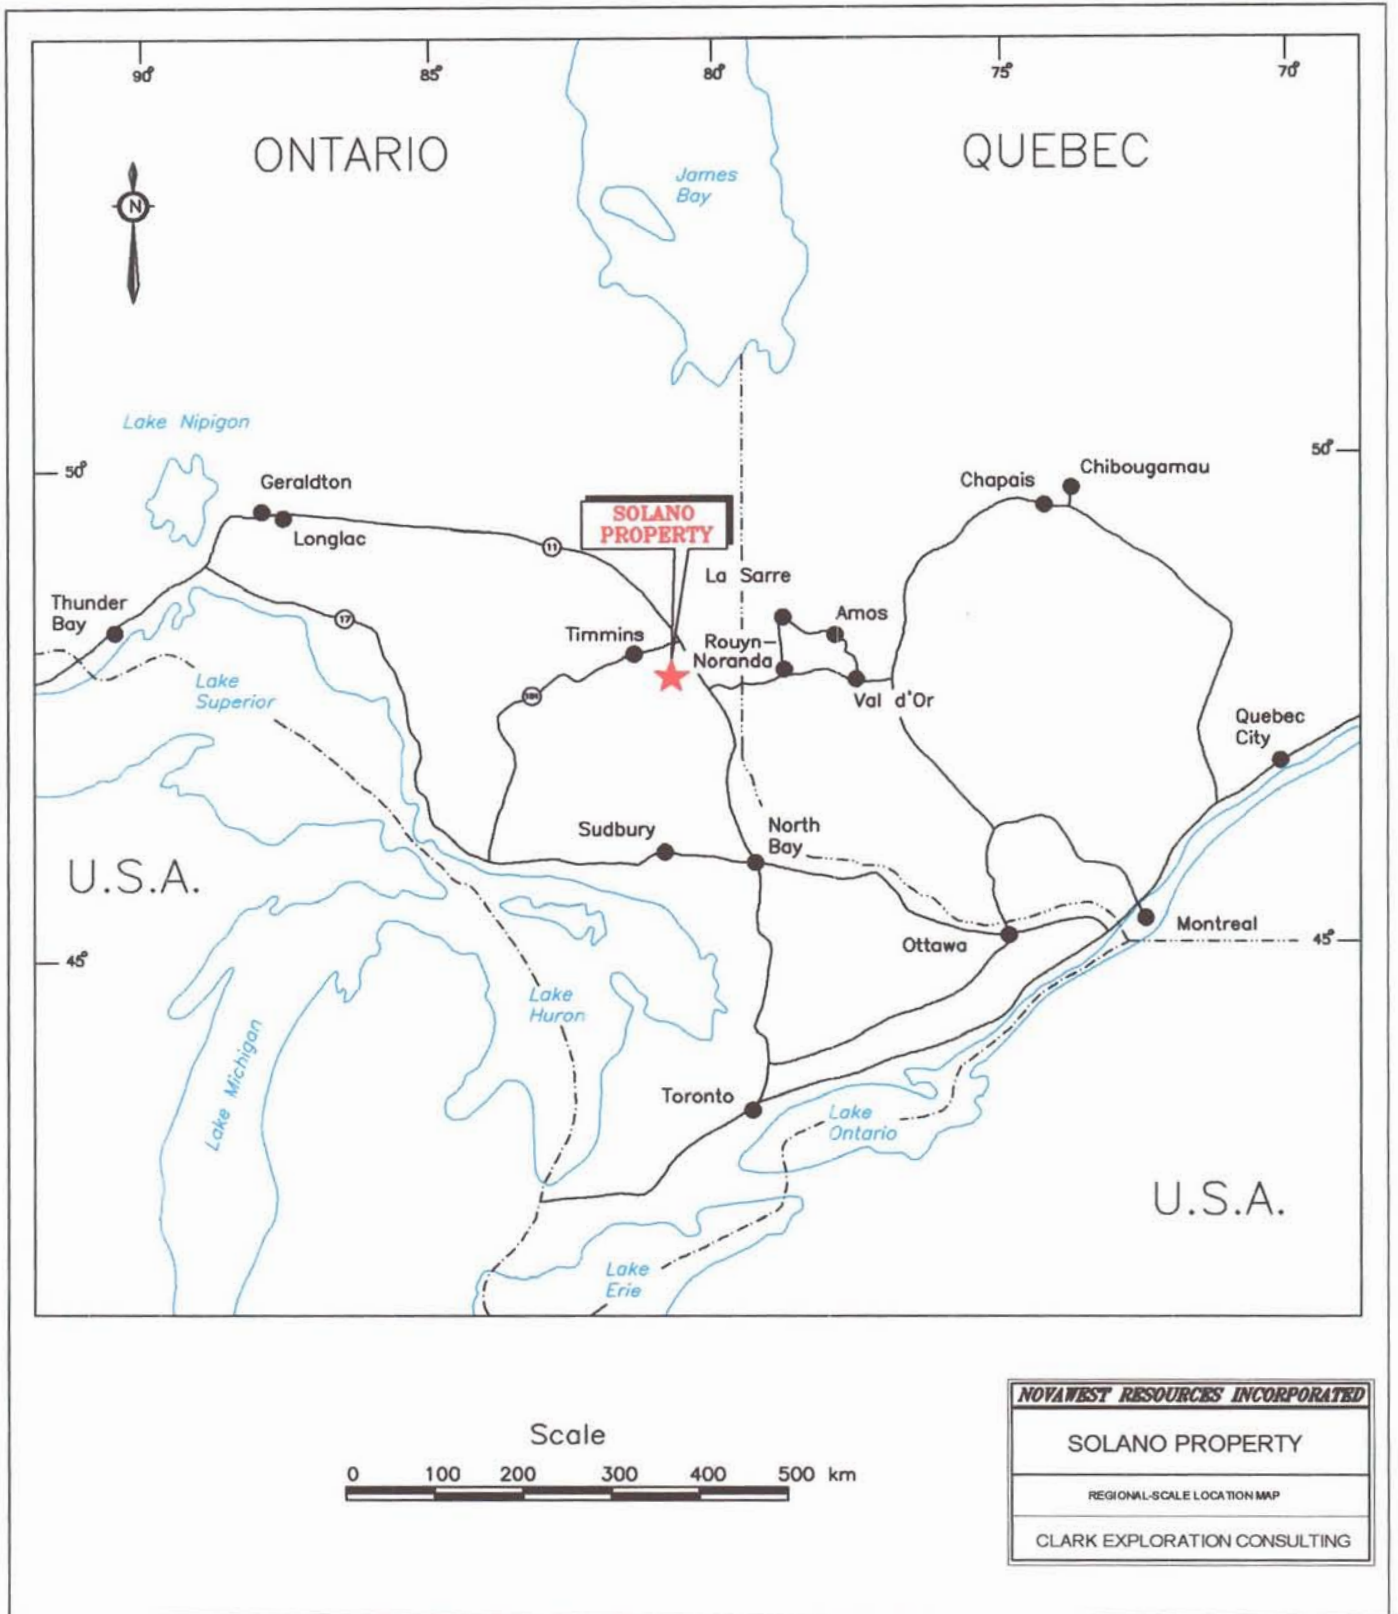 90°
85°
80°
75°
70°
ONTARIO
QUEBEC
James
Bay
N
Lake Nipigon
50°
50°
Geraldton
Longlac
11
SOLANO
PROPERTY
Chapais
Chibougamau
La Sarre
Thunder
Bay
17
Timmins
Rouyn-
Noranda
Amos
Val d'Or
Lake
Superior
Quebec
City
Sudbury
North
Bay
U.S.A.
Ottawa
Montreal
45°
45°
Lake
Huron
Lake Michigan
Toronto
Lake
Ontario
U.S.A.
Lake
Erie
Scale
0 100 200 300 400 500 km
NOVAWEST RESOURCES INCORPORATED
SOLANO PROPERTY
REGIONAL-SCALE LOCATION MAP
CLARK EXPLORATION CONSULTING